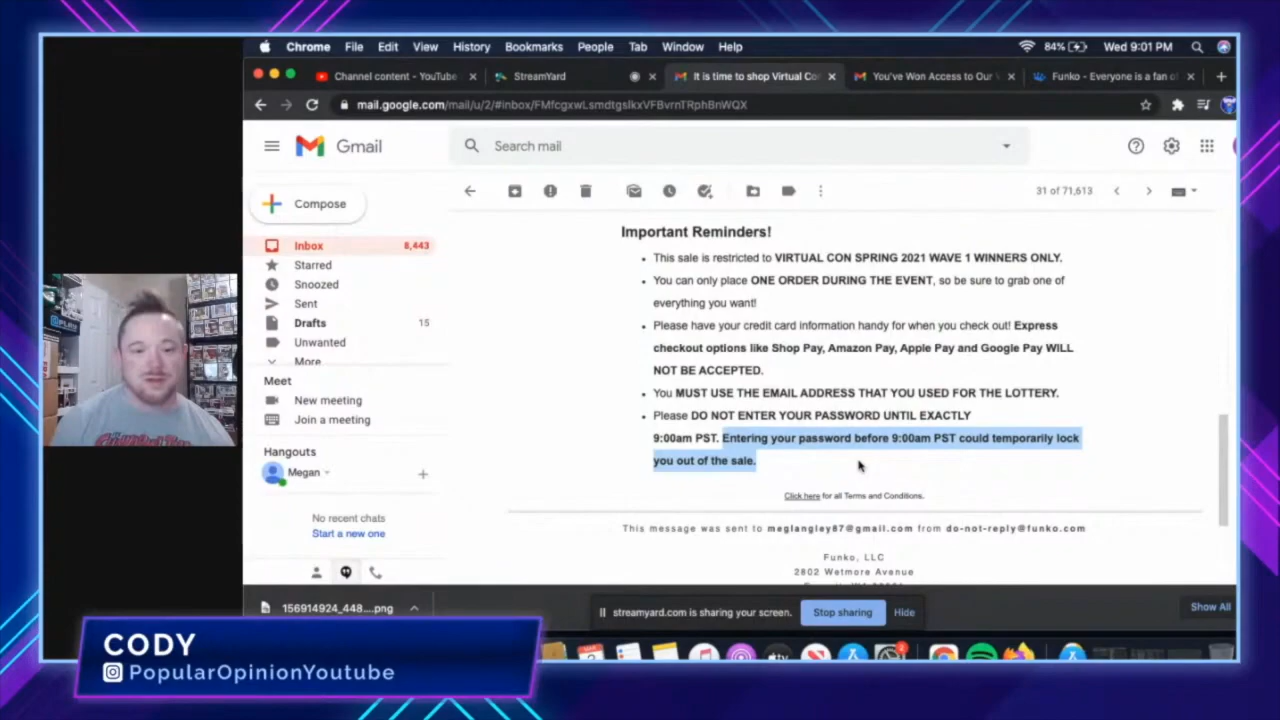 Chrome File Edit View History Bookmarks People Tab Window Help 84% Wed 9:01 PM
Channel content - YouTube StreamYard It is time to shop Virtual Co You've Won Access to Our Funko - Everyone is a fan of
mail.google.com/mail/u/2/#inbox/FMfcgxwLsmdtgslkxVFBvrnTRphBnWQX
Gmail Search mail
Compose 31 of 71,613
Inbox 8,443
Starred
Snoozed
Sent
Drafts 15
Unwanted
More
Meet
New meeting
Join a meeting
Hangouts
Megan
No recent chats
Start a new one
Important Reminders!
This sale is restricted to VIRTUAL CON SPRING 2021 WAVE 1 WINNERS ONLY.
You can only place ONE ORDER DURING THE EVENT, so be sure to grab one of
everything you want!
Please have your credit card information handy for when you check out! Express
checkout options like Shop Pay, Amazon Pay, Apple Pay and Google Pay WILL
NOT BE ACCEPTED.
You MUST USE THE EMAIL ADDRESS THAT YOU USED FOR THE LOTTERY.
Please DO NOT ENTER YOUR PASSWORD UNTIL EXACTLY
9:00am PST. Entering your password before 9:00am PST could temporarily lock
you out of the sale.
Click here for all Terms and Conditions.
This message was sent to meglangley87@gmail.com from do-not-reply@funko.com
Funko, LLC
2802 Wetmore Avenue
156914924_448....png
streamyard.com is sharing your screen. Stop sharing Hide
Show All
CODY
PopularOpinionYoutube